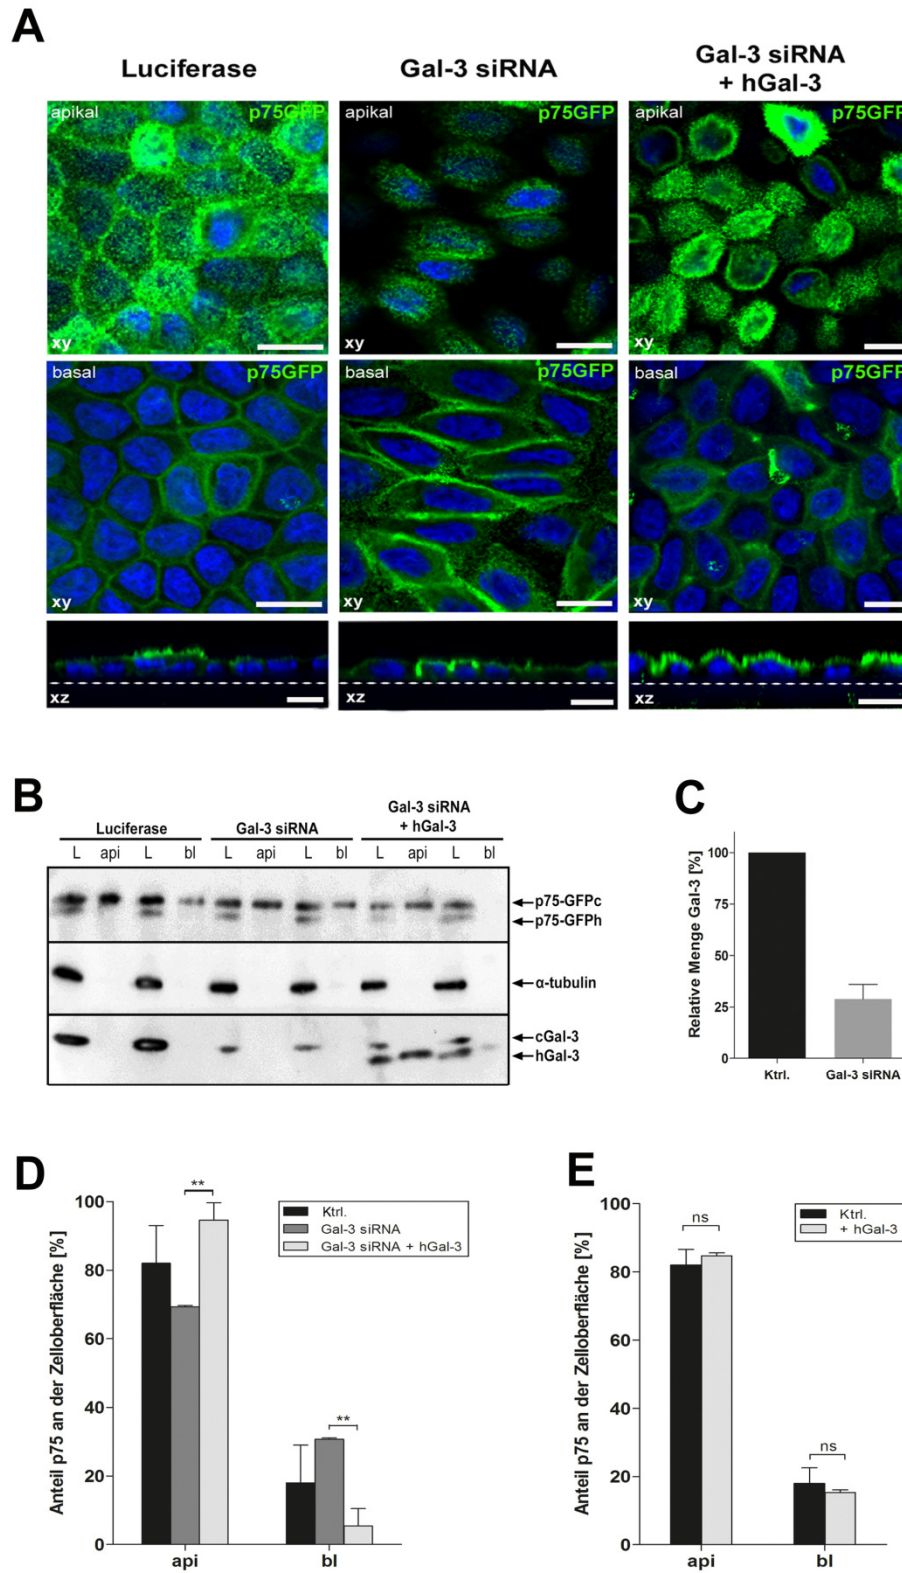 A
Luciferase
Gal-3 siRNA
Gal-3 siRNA
+ hGal-3
apikal p75GFP
xy
apikal p75GFP
xy
apikal p75GFP
xy
basal p75GFP
xy
basal p75GFP
xy
basal p75GFP
xy
xz
xz
xz
B
Luciferase
Gal-3 siRNA
Gal-3 siRNA
+ hGal-3
L api L bl L api L bl L api L bl
p75-GFPc
p75-GFPh
α-tubulin
cGal-3
hGal-3
C
Relative Menge Gal-3 [%]
100
75
50
25
0
Ktrl. Gal-3 siRNA
D
Anteil p75 an der Zelloberfläche [%]
100
80
60
40
20
0
**
**
Ktrl.
Gal-3 siRNA
Gal-3 siRNA + hGal-3
api bl
E
Anteil p75 an der Zelloberfläche [%]
100
80
60
40
20
0
ns
ns
Ktrl.
+ hGal-3
api bl